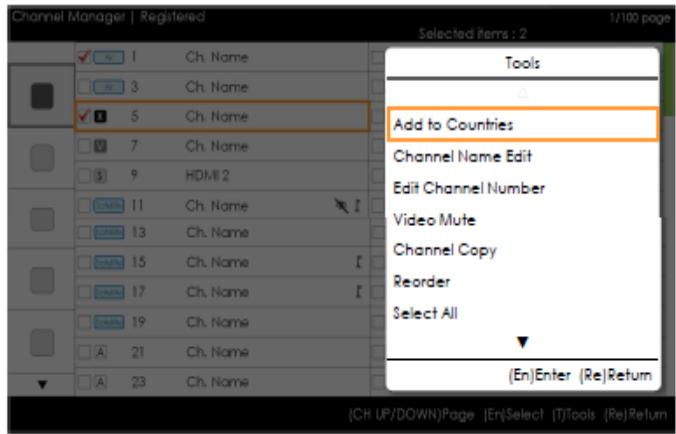 Channel Manager | Registered
1/100 page
Selected items : 2
Air 1 Ch. Name
Air 3 Ch. Name
X 5 Ch. Name
V 7 Ch. Name
S 9 HDMI 2
11 Ch. Name
13 Ch. Name
15 Ch. Name
17 Ch. Name
19 Ch. Name
A 21 Ch. Name
A 23 Ch. Name
Tools
Add to Countries
Channel Name Edit
Edit Channel Number
Video Mute
Channel Copy
Reorder
Select All
(En)Enter (Re)Return
(CH UP/DOWN)Page (En)Select (T)Tools (Re)Return